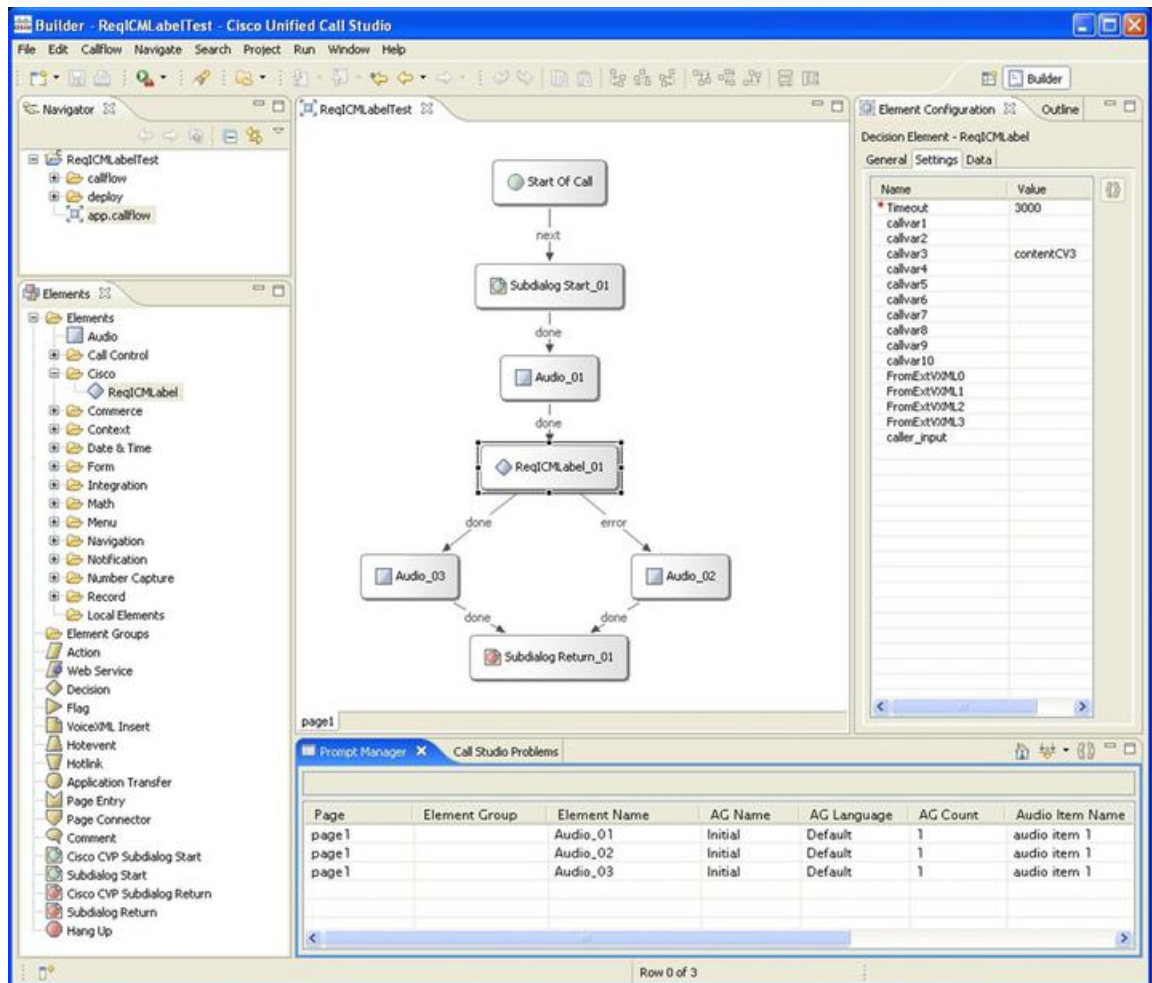 Builder - ReqICMLabelTest - Cisco Unified Call Studio
File Edit Callflow Navigate Search Project Run Window Help
Builder
Navigator
ReqICMLabelTest
callflow
deploy
app.callflow
Elements
Elements
Audio
Call Control
Cisco
ReqICMLabel
Commerce
Context
Date & Time
Form
Integration
Math
Menu
Navigation
Notification
Number Capture
Record
Local Elements
Element Groups
Action
Web Service
Decision
Flag
VoiceXML Insert
Hotevent
Hotlink
Application Transfer
Page Entry
Page Connector
Comment
Cisco CVP Subdialog Start
Subdialog Start
Cisco CVP Subdialog Return
Subdialog Return
Hang Up
ReqICMLabelTest
Start Of Call
next
Subdialog Start_01
done
Audio_01
done
ReqICMLabel_01
done error
Audio_03 Audio_02
done done
Subdialog Return_01
page1
Element Configuration Outline
Decision Element - ReqICMLabel
General Settings Data
Name Value
* Timeout 3000
callvar1
callvar2
callvar3 contentCV3
callvar4
callvar5
callvar6
callvar7
callvar8
callvar9
callvar10
FromExtVXML0
FromExtVXML1
FromExtVXML2
FromExtVXML3
caller_input
Prompt Manager Call Studio Problems
Page Element Group Element Name AG Name AG Language AG Count Audio Item Name
page1 Audio_01 Initial Default 1 audio item 1
page1 Audio_02 Initial Default 1 audio item 1
page1 Audio_03 Initial Default 1 audio item 1
Row 0 of 3